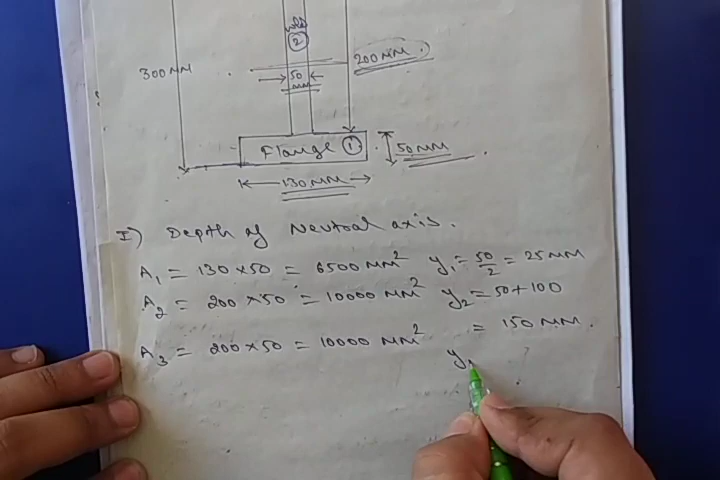 Web
2
300 MM
200 MM.
50
MM
Flange 1
50 MM
130 MM
I) Depth of Neutral axis.
A1 = 130 × 50 = 6500 MM² y1 = 50/2 = 25 MM
A2 = 200 × 50 = 10000 MM² y2 = 50 + 100
= 150 MM.
A3 = 200 × 50 = 10000 MM²
y